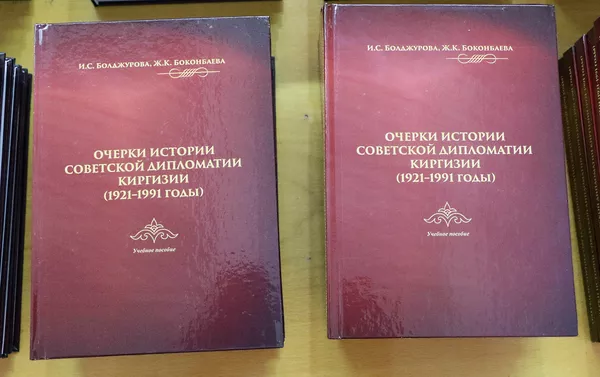 И.С. Болджурова, Ж.К. Боконбаева
ОЧЕРКИ ИСТОРИИ
СОВЕТСКОЙ ДИПЛОМАТИИ
КИРГИЗИИ
(1921–1991 ГОДЫ)
Учебное пособие
И.С. Болджурова, Ж.К. Боконбаева
ОЧЕРКИ ИСТОРИИ
СОВЕТСКОЙ ДИПЛОМАТИИ
КИРГИЗИИ
(1921–1991 ГОДЫ)
Учебное пособие